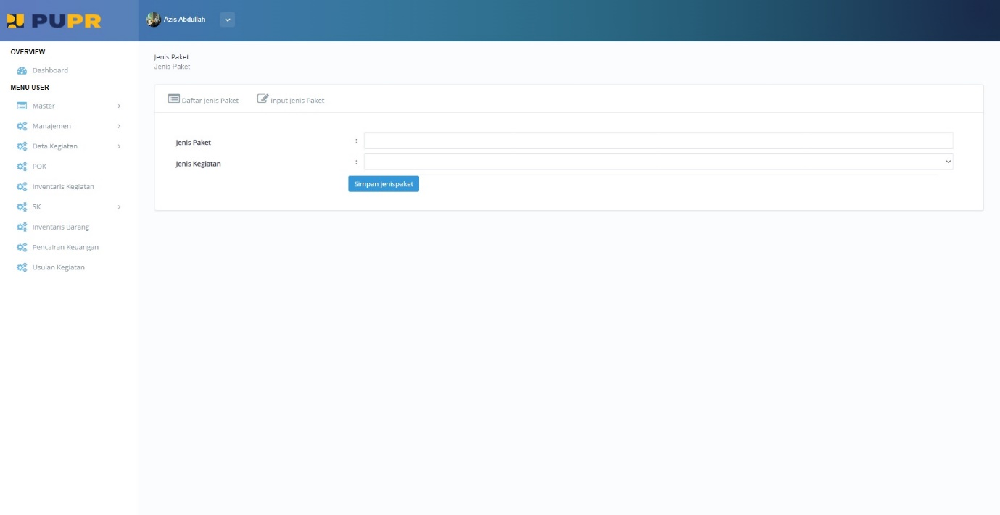 PUPR
Azis Abdullah
OVERVIEW
Dashboard
MENU USER
Master
Manajemen
Data Kegiatan
POK
Inventaris Kegiatan
SK
Inventaris Barang
Pencairan Keuangan
Usulan Kegiatan
Jenis Paket
Jenis Paket
Daftar Jenis Paket Input Jenis Paket
Jenis Paket :
Jenis Kegiatan :
Simpan jenispaket